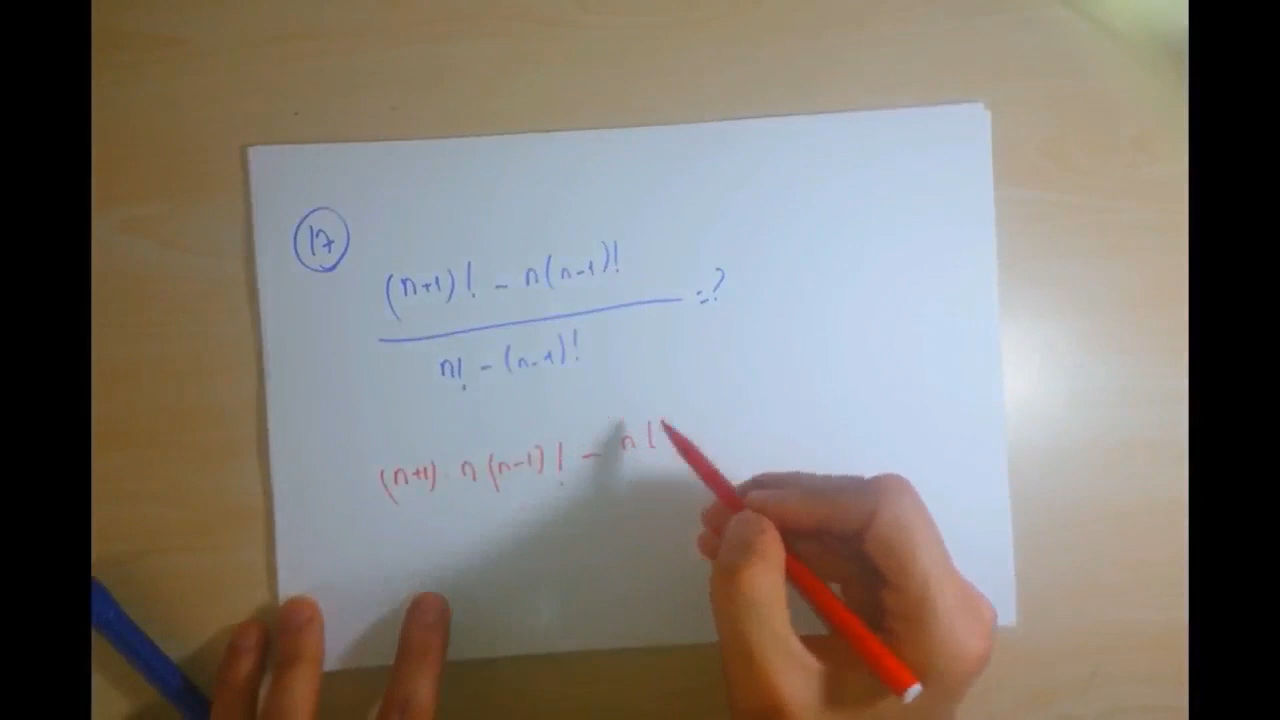 17
(n+1)! - n(n-1)!
= ?
n! - (n-1)!
(n+1) . n (n-1)! - n (